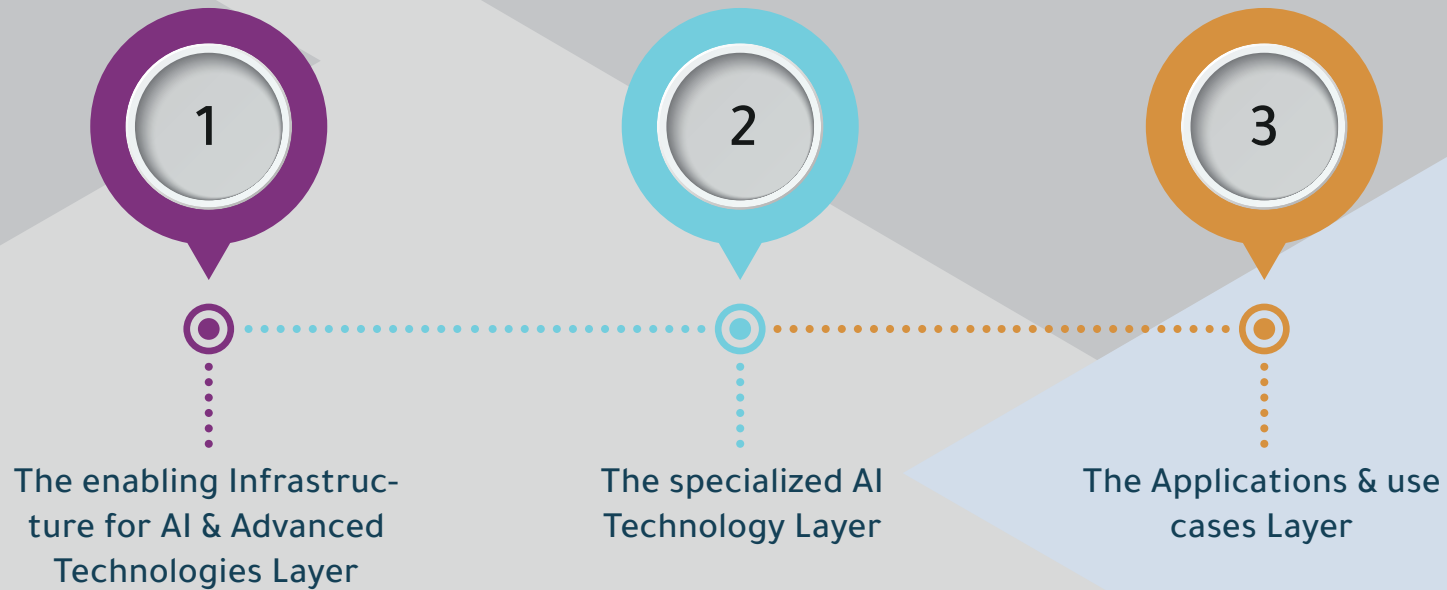 1
2
3
The enabling Infrastruc-
ture for AI & Advanced
Technologies Layer
The specialized AI
Technology Layer
The Applications & use
cases Layer